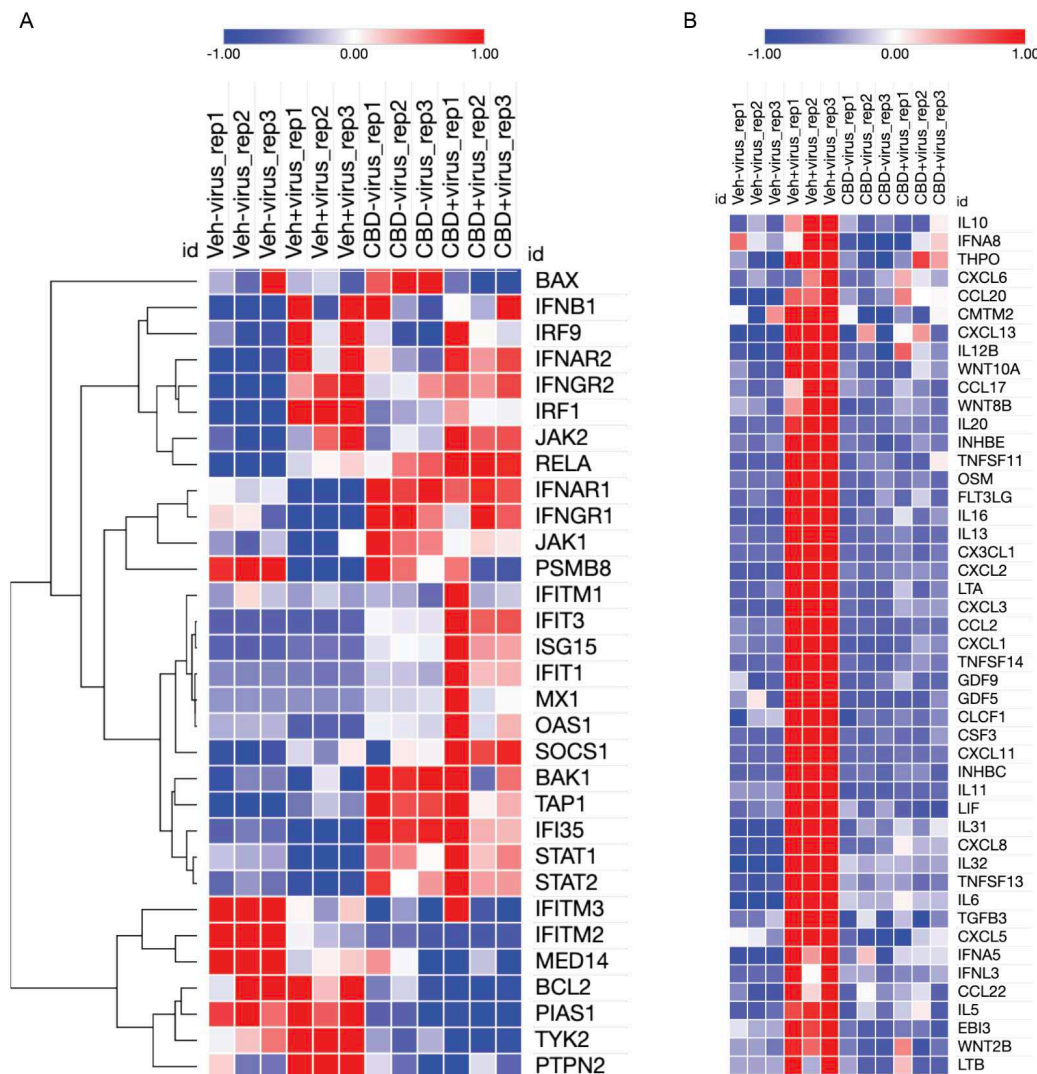 A
-1.00 0.00 1.00
id Veh-virus_rep1 Veh-virus_rep2 Veh-virus_rep3 Veh+virus_rep1 Veh+virus_rep2 Veh+virus_rep3 CBD-virus_rep1 CBD-virus_rep2 CBD-virus_rep3 CBD+virus_rep1 CBD+virus_rep2 CBD+virus_rep3 id
BAX
IFNB1
IRF9
IFNAR2
IFNGR2
IRF1
JAK2
RELA
IFNAR1
IFNGR1
JAK1
PSMB8
IFITM1
IFIT3
ISG15
IFIT1
MX1
OAS1
SOCS1
BAK1
TAP1
IFI35
STAT1
STAT2
IFITM3
IFITM2
MED14
BCL2
PIAS1
TYK2
PTPN2
B
-1.00 0.00 1.00
id Veh-virus_rep1 Veh-virus_rep2 Veh-virus_rep3 Veh+virus_rep1 Veh+virus_rep2 Veh+virus_rep3 CBD-virus_rep1 CBD-virus_rep2 CBD-virus_rep3 CBD+virus_rep1 CBD+virus_rep2 CBD+virus_rep3 id
IL10
IFNA8
THPO
CXCL6
CCL20
CMTM2
CXCL13
IL12B
WNT10A
CCL17
WNT8B
IL20
INHBE
TNFSF11
OSM
FLT3LG
IL16
IL13
CX3CL1
CXCL2
LTA
CXCL3
CCL2
CXCL1
TNFSF14
GDF9
GDF5
CLCF1
CSF3
CXCL11
INHBC
IL11
LIF
IL31
CXCL8
IL32
TNFSF13
IL6
TGFB3
CXCL5
IFNA5
IFNL3
CCL22
IL5
EBI3
WNT2B
LTB